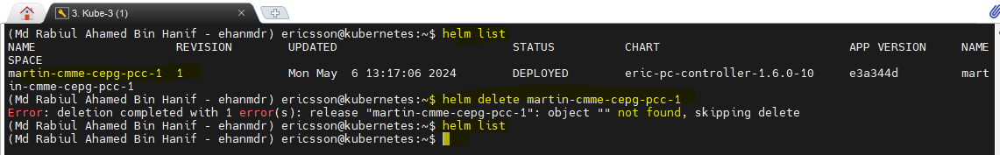 3. Kube-3 (1)
(Md Rabiul Ahamed Bin Hanif - ehanmdr) ericsson@kubernetes:~$ helm list
NAME REVISION UPDATED STATUS CHART APP VERSION NAME
SPACE
martin-cmme-cepg-pcc-1 1 Mon May 6 13:17:06 2024 DEPLOYED eric-pc-controller-1.6.0-10 e3a344d mart
in-cmme-cepg-pcc-1
(Md Rabiul Ahamed Bin Hanif - ehanmdr) ericsson@kubernetes:~$ helm delete martin-cmme-cepg-pcc-1
Error: deletion completed with 1 error(s): release "martin-cmme-cepg-pcc-1": object "" not found, skipping delete
(Md Rabiul Ahamed Bin Hanif - ehanmdr) ericsson@kubernetes:~$ helm list
(Md Rabiul Ahamed Bin Hanif - ehanmdr) ericsson@kubernetes:~$